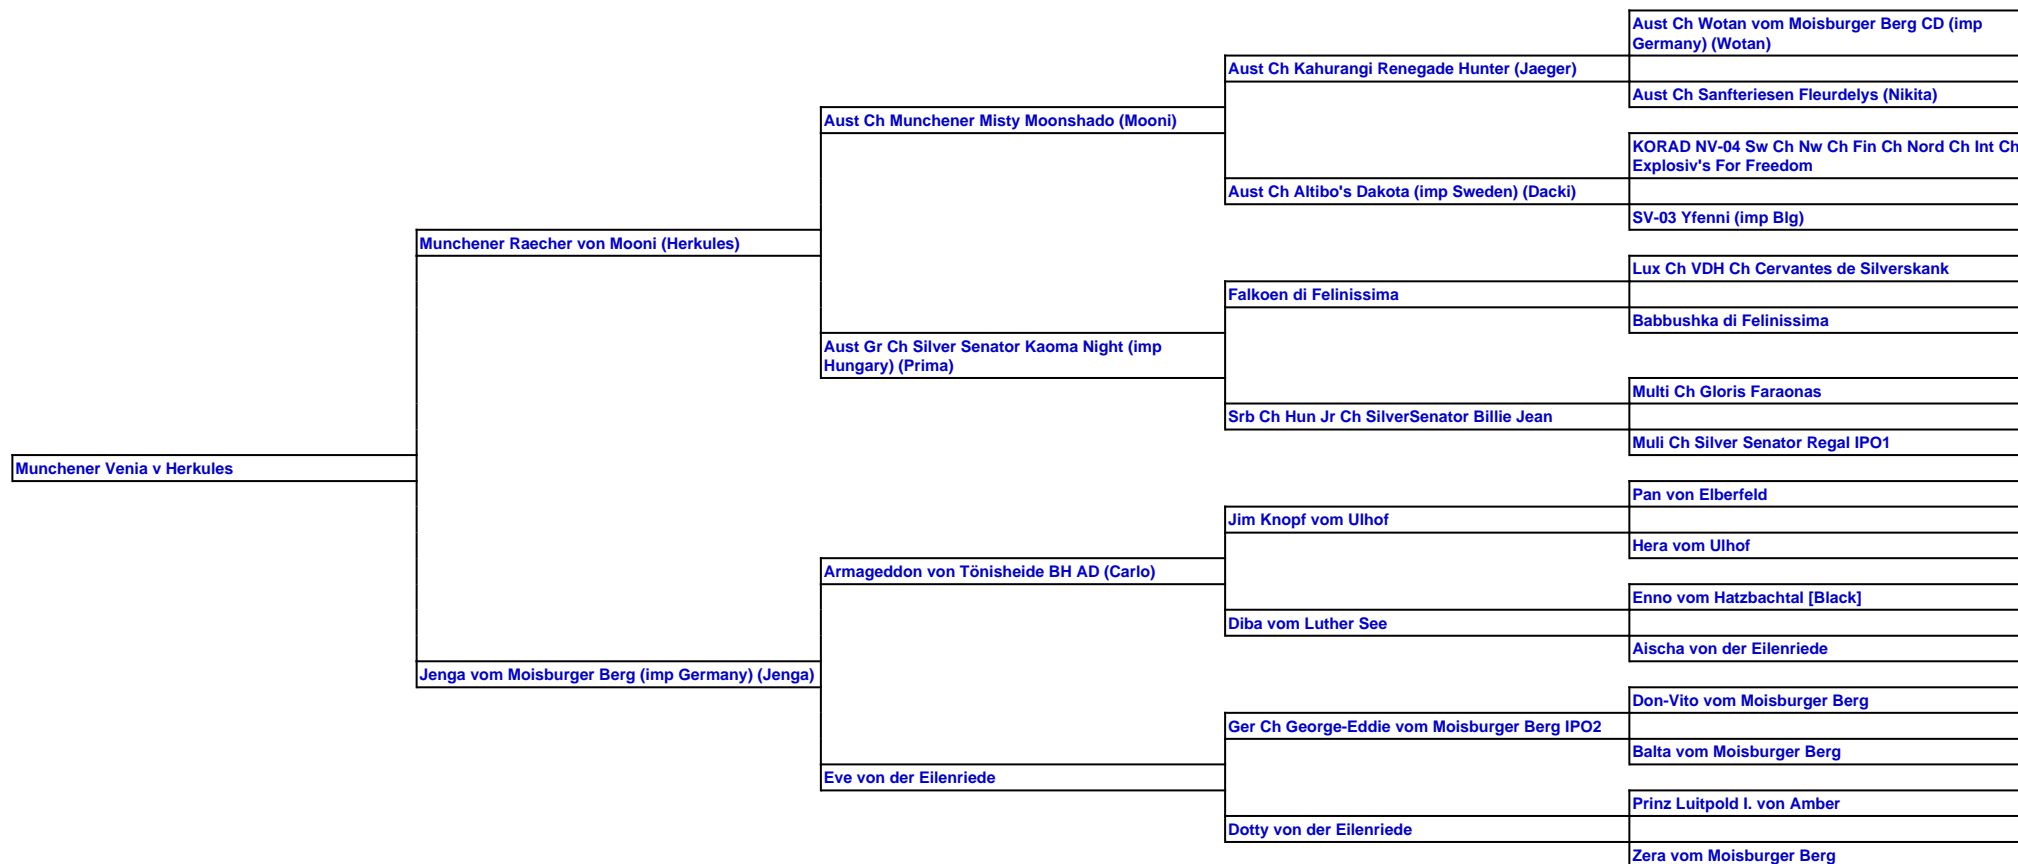 Aust Ch Wotan vom Moisburger Berg CD (imp
Germany) (Wotan)
Aust Ch Kahurangi Renegade Hunter (Jaeger)
Aust Ch Sanfteriesen Fleurdelys (Nikita)
Aust Ch Munchener Misty Moonshado (Mooni)
KORAD NV-04 Sw Ch Nw Ch Fin Ch Nord Ch Int Ch
Explosiv's For Freedom
Aust Ch Altibo's Dakota (imp Sweden) (Dacki)
SV-03 Yfenni (imp Blg)
Munchener Raecher von Mooni (Herkules)
Lux Ch VDH Ch Cervantes de Silverskank
Falkoen di Felinissima
Babbushka di Felinissima
Aust Gr Ch Silver Senator Kaoma Night (imp
Hungary) (Prima)
Multi Ch Gloris Faraonas
Srb Ch Hun Jr Ch SilverSenator Billie Jean
Muli Ch Silver Senator Regal IPO1
Munchener Venia v Herkules
Pan von Elberfeld
Jim Knopf vom Ulhof
Hera vom Ulhof
Armageddon von Tönisheide BH AD (Carlo)
Enno vom Hatzbachtal [Black]
Diba vom Luther See
Aischa von der Eilenriede
Jenga vom Moisburger Berg (imp Germany) (Jenga)
Don-Vito vom Moisburger Berg
Ger Ch George-Eddie vom Moisburger Berg IPO2
Balta vom Moisburger Berg
Eve von der Eilenriede
Prinz Luitpold I. von Amber
Dotty von der Eilenriede
Zera vom Moisburger Berg